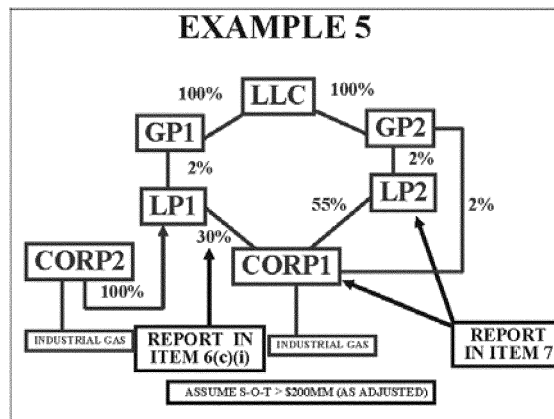 EXAMPLE 5
100% LLC 100%
GP1 GP2
2% 2%
LP1 LP2
55% 2%
30%
CORP2 CORP1
100%
INDUSTRIAL GAS
REPORT IN
ITEM 6(c)(i)
INDUSTRIAL GAS
REPORT
IN ITEM 7
ASSUME S-O-T > $200MM (AS ADJUSTED)